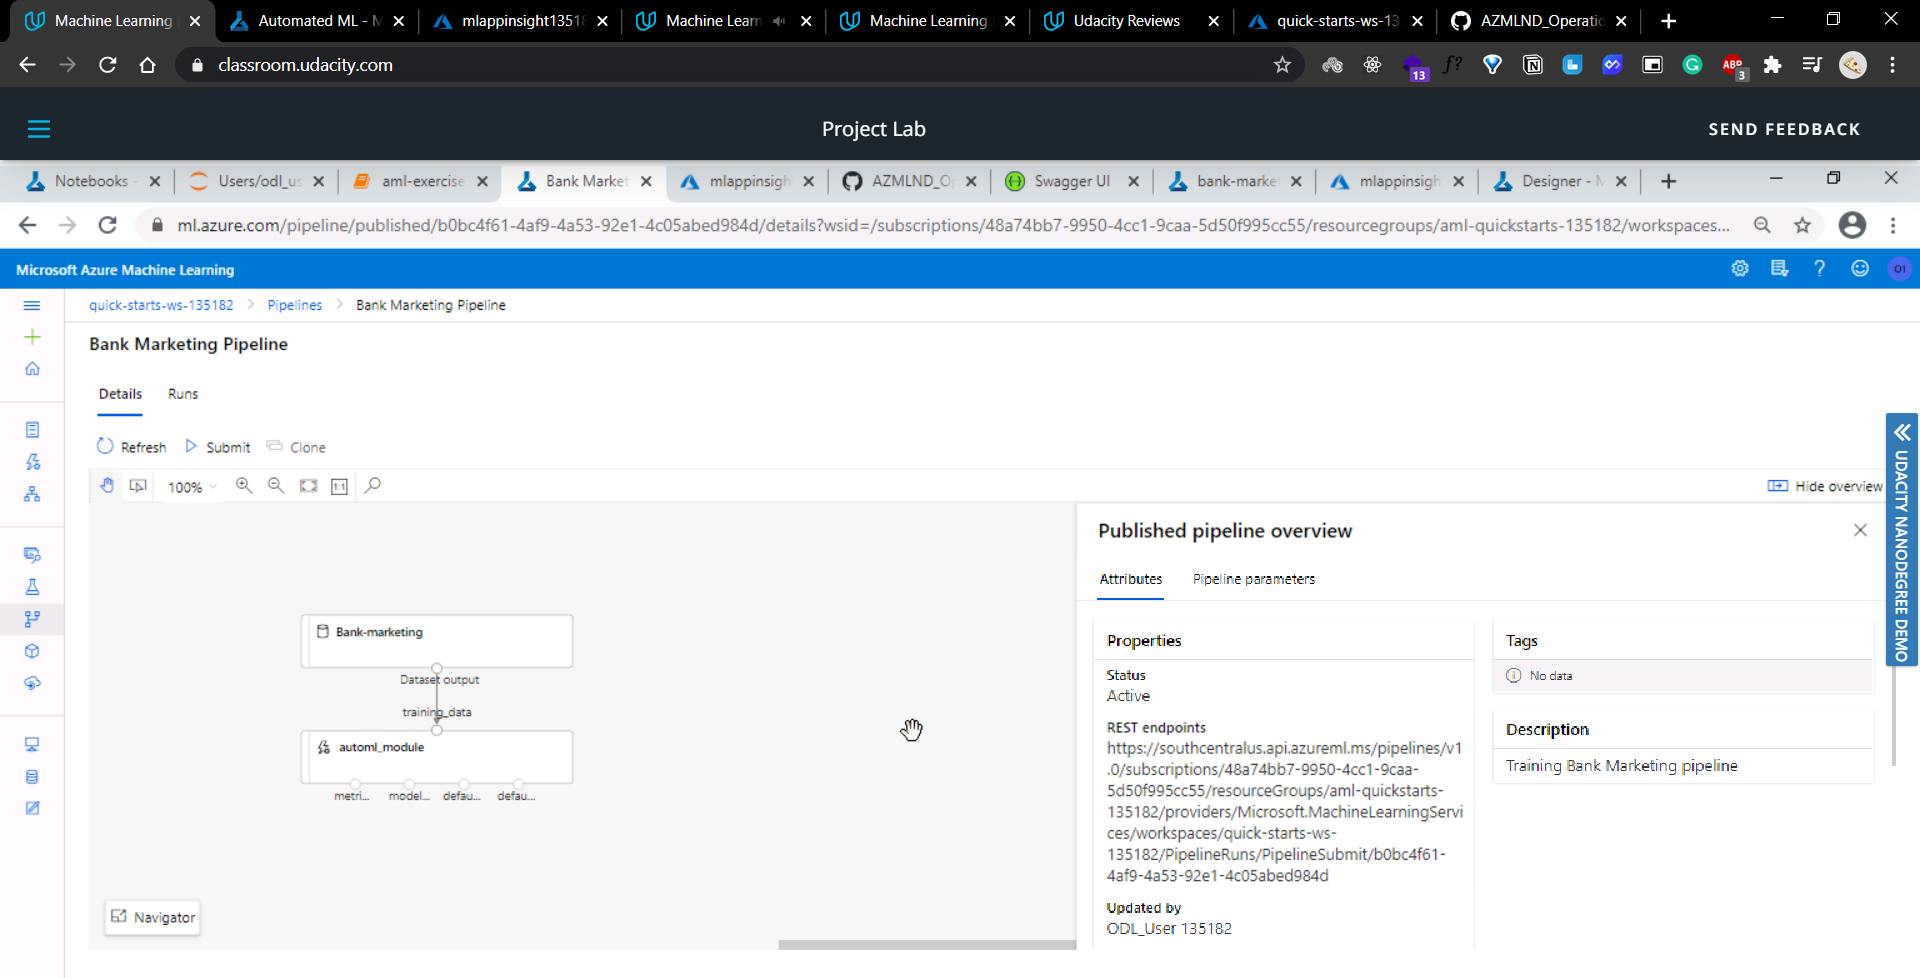 Machine Learning
Automated ML - M
mlappinsight1351
Machine Learn
Machine Learning
Udacity Reviews
quick-starts-ws-13
AZMLND_Operatio
classroom.udacity.com
13
f?
ABP
3
Project Lab
SEND FEEDBACK
Notebooks -
Users/odl_us
aml-exercise
Bank Market
mlappinsigh
AZMLND_O
Swagger UI
bank-marke
mlappinsigh
Designer - M
ml.azure.com/pipeline/published/b0bc4f61-4af9-4a53-92e1-4c05abed984d/details?wsid=/subscriptions/48a74bb7-9950-4cc1-9caa-5d50f995cc55/resourcegroups/aml-quickstarts-135182/workspaces...
Microsoft Azure Machine Learning
O1
quick-starts-ws-135182 > Pipelines > Bank Marketing Pipeline
Bank Marketing Pipeline
Details
Runs
Refresh
Submit
Clone
100%
1:1
Hide overview
UDACITY NANODEGREE DEMO
Bank-marketing
Dataset output
training_data
automl_module
metri...
model...
defau...
defau...
Navigator
Published pipeline overview
Attributes
Pipeline parameters
Properties
Status
Active
REST endpoints
https://southcentralus.api.azureml.ms/pipelines/v1
.0/subscriptions/48a74bb7-9950-4cc1-9caa-
5d50f995cc55/resourceGroups/aml-quickstarts-
135182/providers/Microsoft.MachineLearningServi
ces/workspaces/quick-starts-ws-
135182/PipelineRuns/PipelineSubmit/b0bc4f61-
4af9-4a53-92e1-4c05abed984d
Updated by
ODL_User 135182
Tags
No data
Description
Training Bank Marketing pipeline